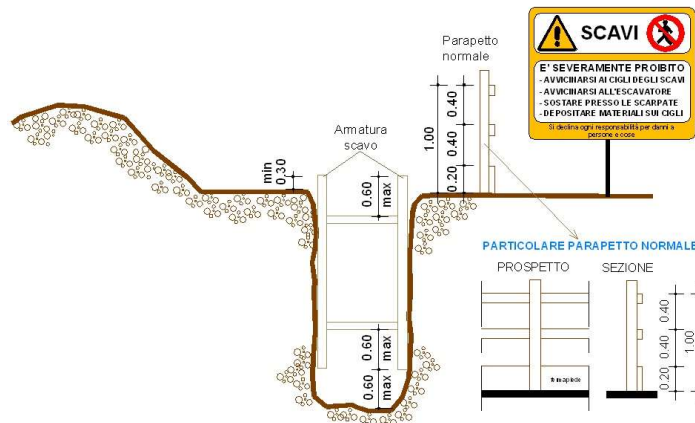 SCAVI
E' SEVERAMENTE PROIBITO
- AVVICINARSI AI CIGLI DEGLI SCAVI
- AVVICINARSI ALL'ESCAVATORE
- SOSTARE PRESSO LE SCARPATE
- DEPOSITARE MATERIALI SUI CIGLI
Si declina ogni responsabilità per danni a
persone e cose
Parapetto
normale
Armatura
scavo
min
0.30
0.60
max
1.00
0.40
0.40
0.20
0.60
max
0.60
max
PARTICOLARE PARAPETTO NORMALE
PROSPETTO
SEZIONE
0.40
0.40
0.20
1.00